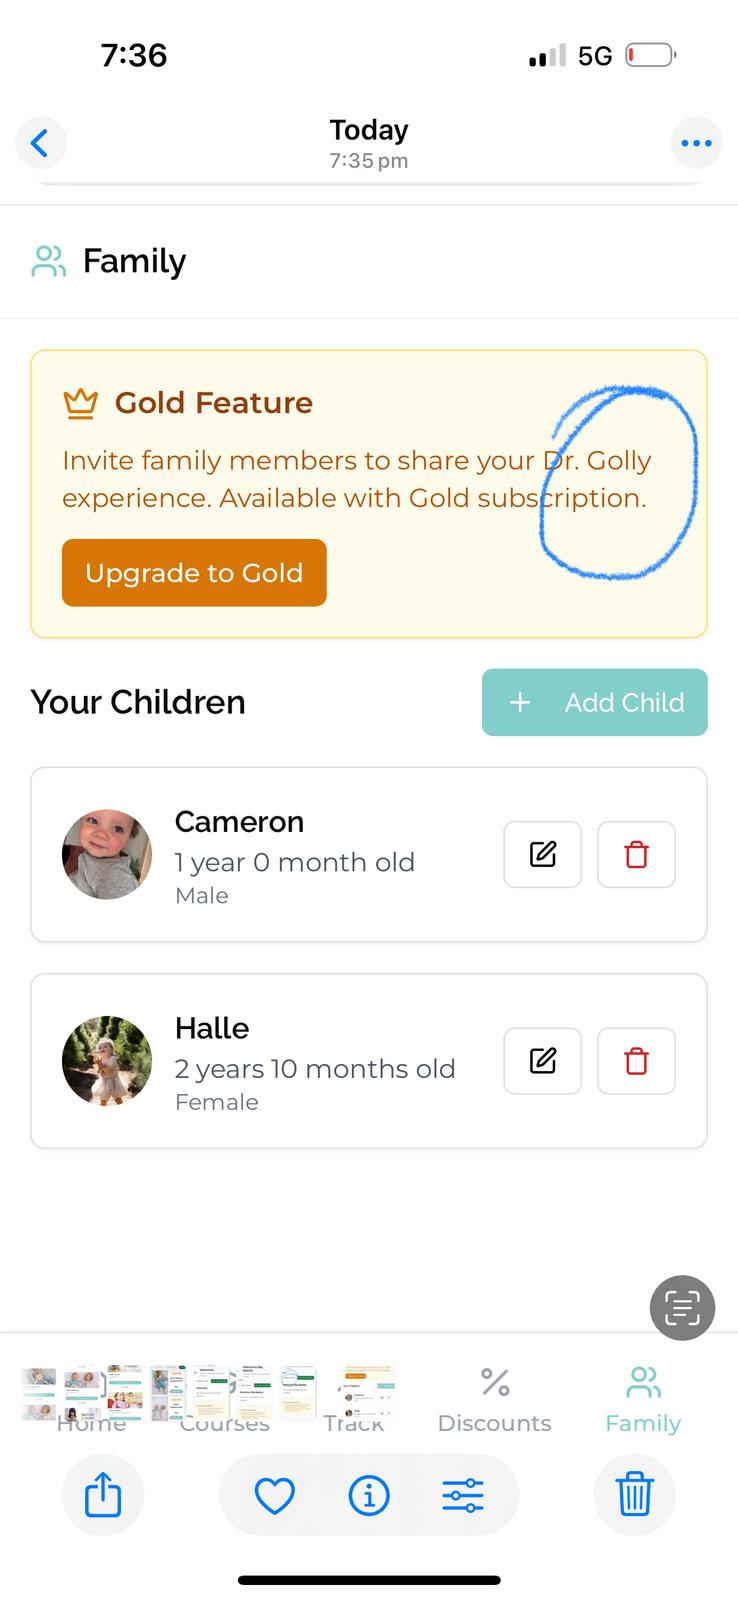 7:36
5G
Today
7:35 pm
Family
Gold Feature
Invite family members to share your Dr. Golly
experience. Available with Gold subscription.
Upgrade to Gold
Your Children
+ Add Child
Cameron
1 year 0 month old
Male
Halle
2 years 10 months old
Female
Home
Courses
Track
Discounts
Family